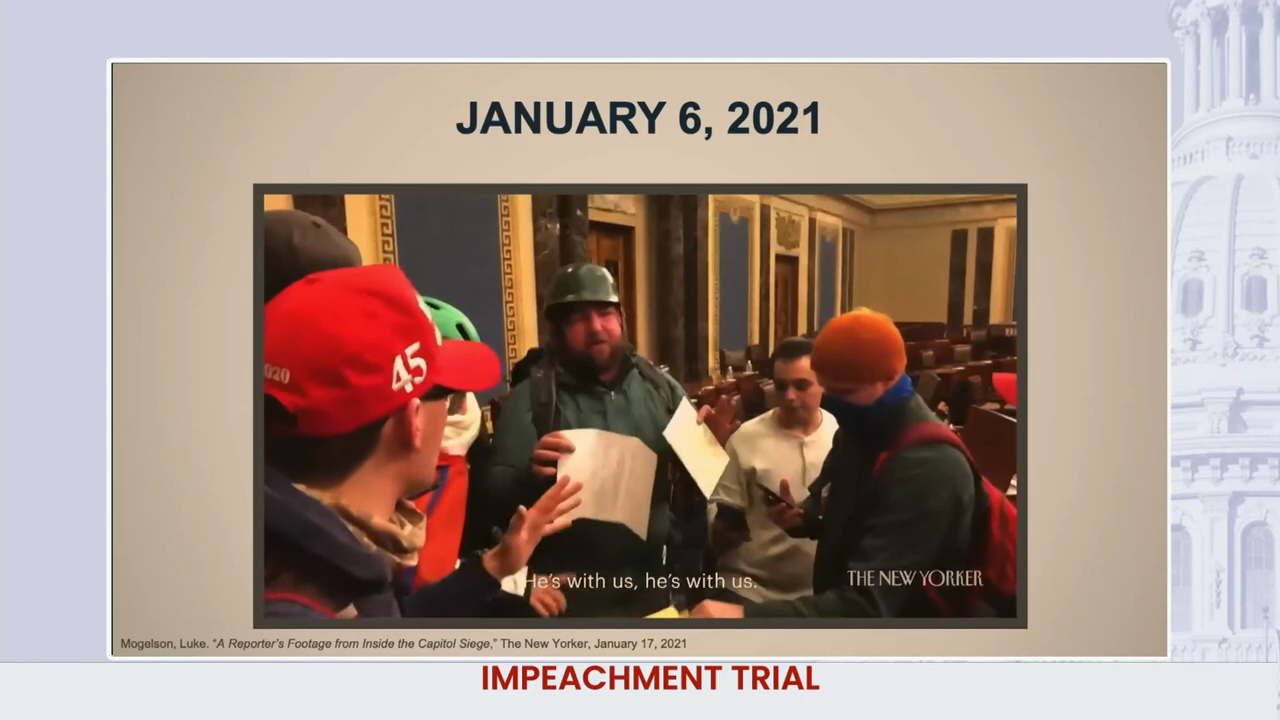 JANUARY 6, 2021
2020
45
He's with us, he's with us.
THE NEW YORKER
Mogelson, Luke. "A Reporter's Footage from Inside the Capitol Siege," The New Yorker, January 17, 2021
IMPEACHMENT TRIAL